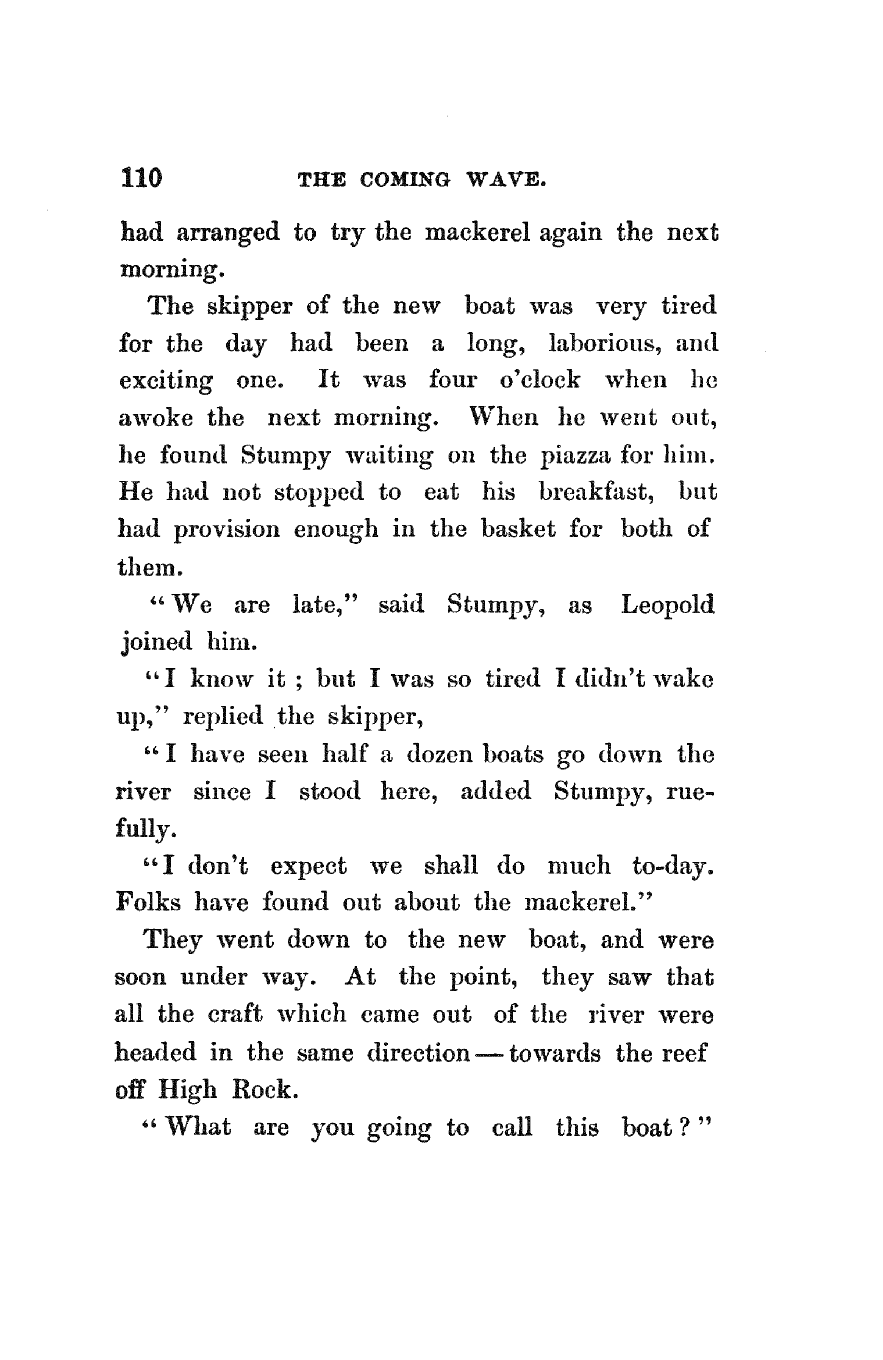 110 THE COMING WAVE.
had arranged to try the mackerel again the next
morning.
The skipper of the new boat was very tired
for the day had been a long, laborious, and
exciting one. It was four o'clock when he
awoke the next morning. When he went out,
he found Stumpy waiting on the piazza for him.
He had not stopped to eat his breakfast, but
had provision enough in the basket for both of
them.
“We are late,” said Stumpy, as Leopold
joined him.
“I know it ; but I was so tired I didn't wake
up,” replied the skipper,
“I have seen half a dozen boats go down the
river since I stood here, added Stumpy, rue-
fully.
“I don't expect we shall do much to-day.
Folks have found out about the mackerel.”
They went down to the new boat, and were
soon under way. At the point, they saw that
all the craft which came out of the river were
headed in the same direction — towards the reef
off High Rock.
“What are you going to call this boat ? ”